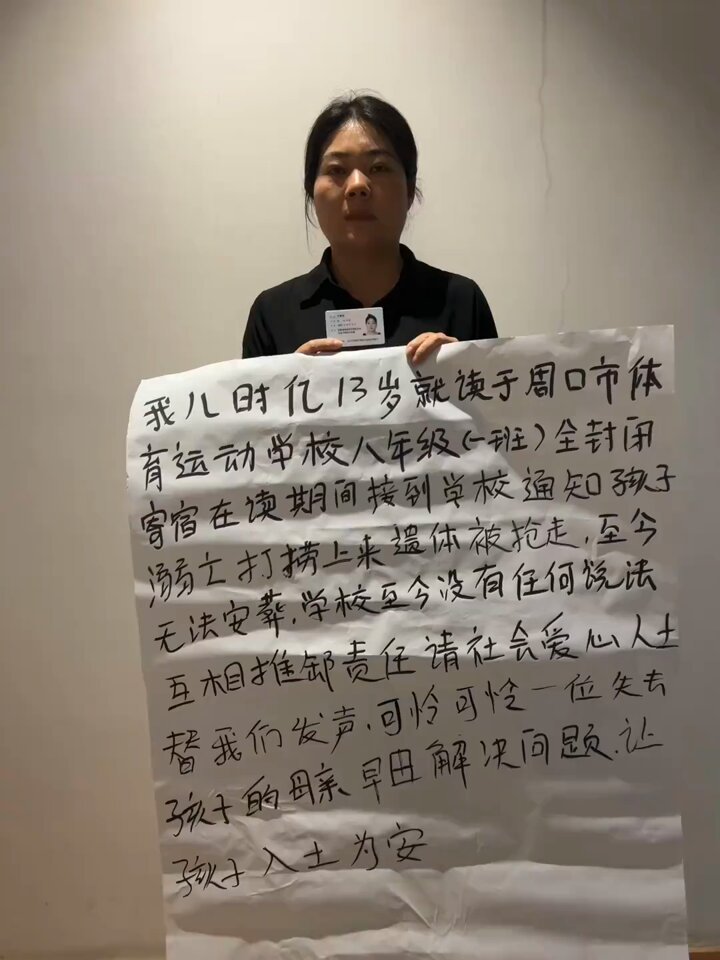 我儿时亿13岁就读于周口市体
育运动学校八年级(一班)全封闭
寄宿在读期间接到学校通知孩子
溺亡打捞上来遗体被抢走,至今
无法安葬,学校至今没有任何说法
互相推卸责任请社会爱心人士
替我们发声,可怜可怜一位失去
孩子的母亲早日解决问题,让
孩子入土为安